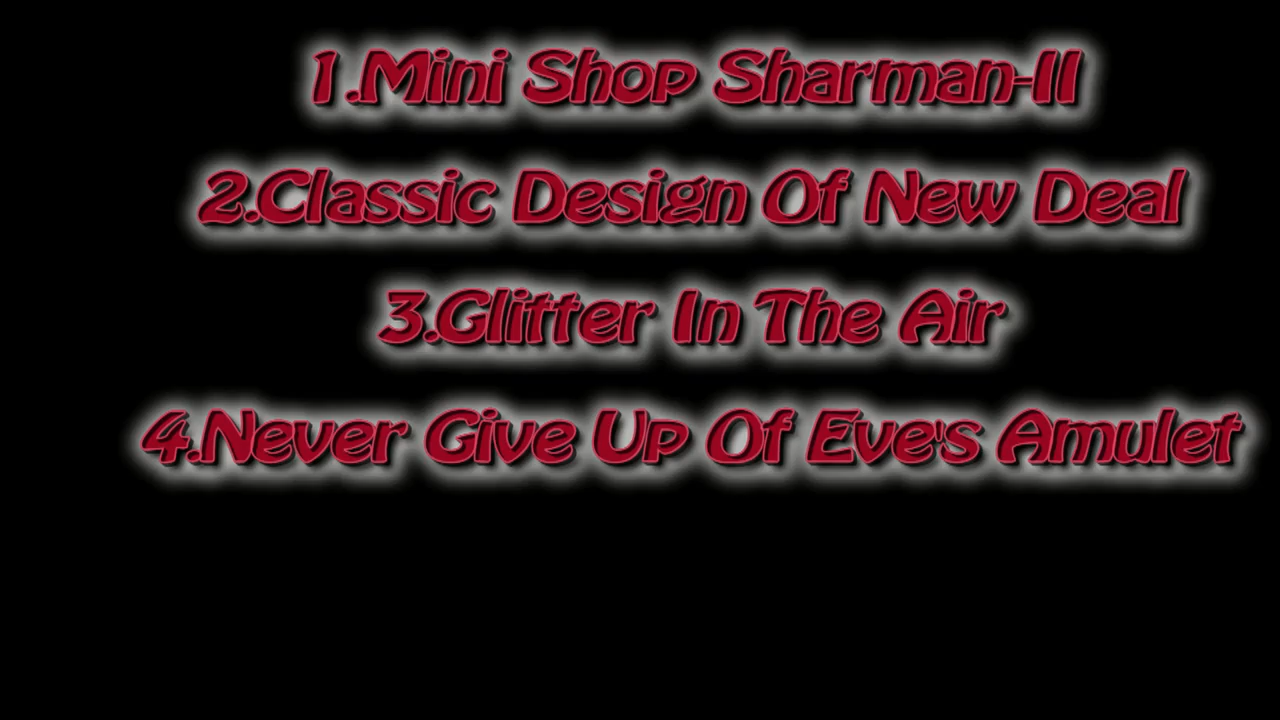 1.Mini Shop Sharman-II
2.Classic Design Of New Deal
3.Glitter In The Air
4.Never Give Up Of Eve's Amulet